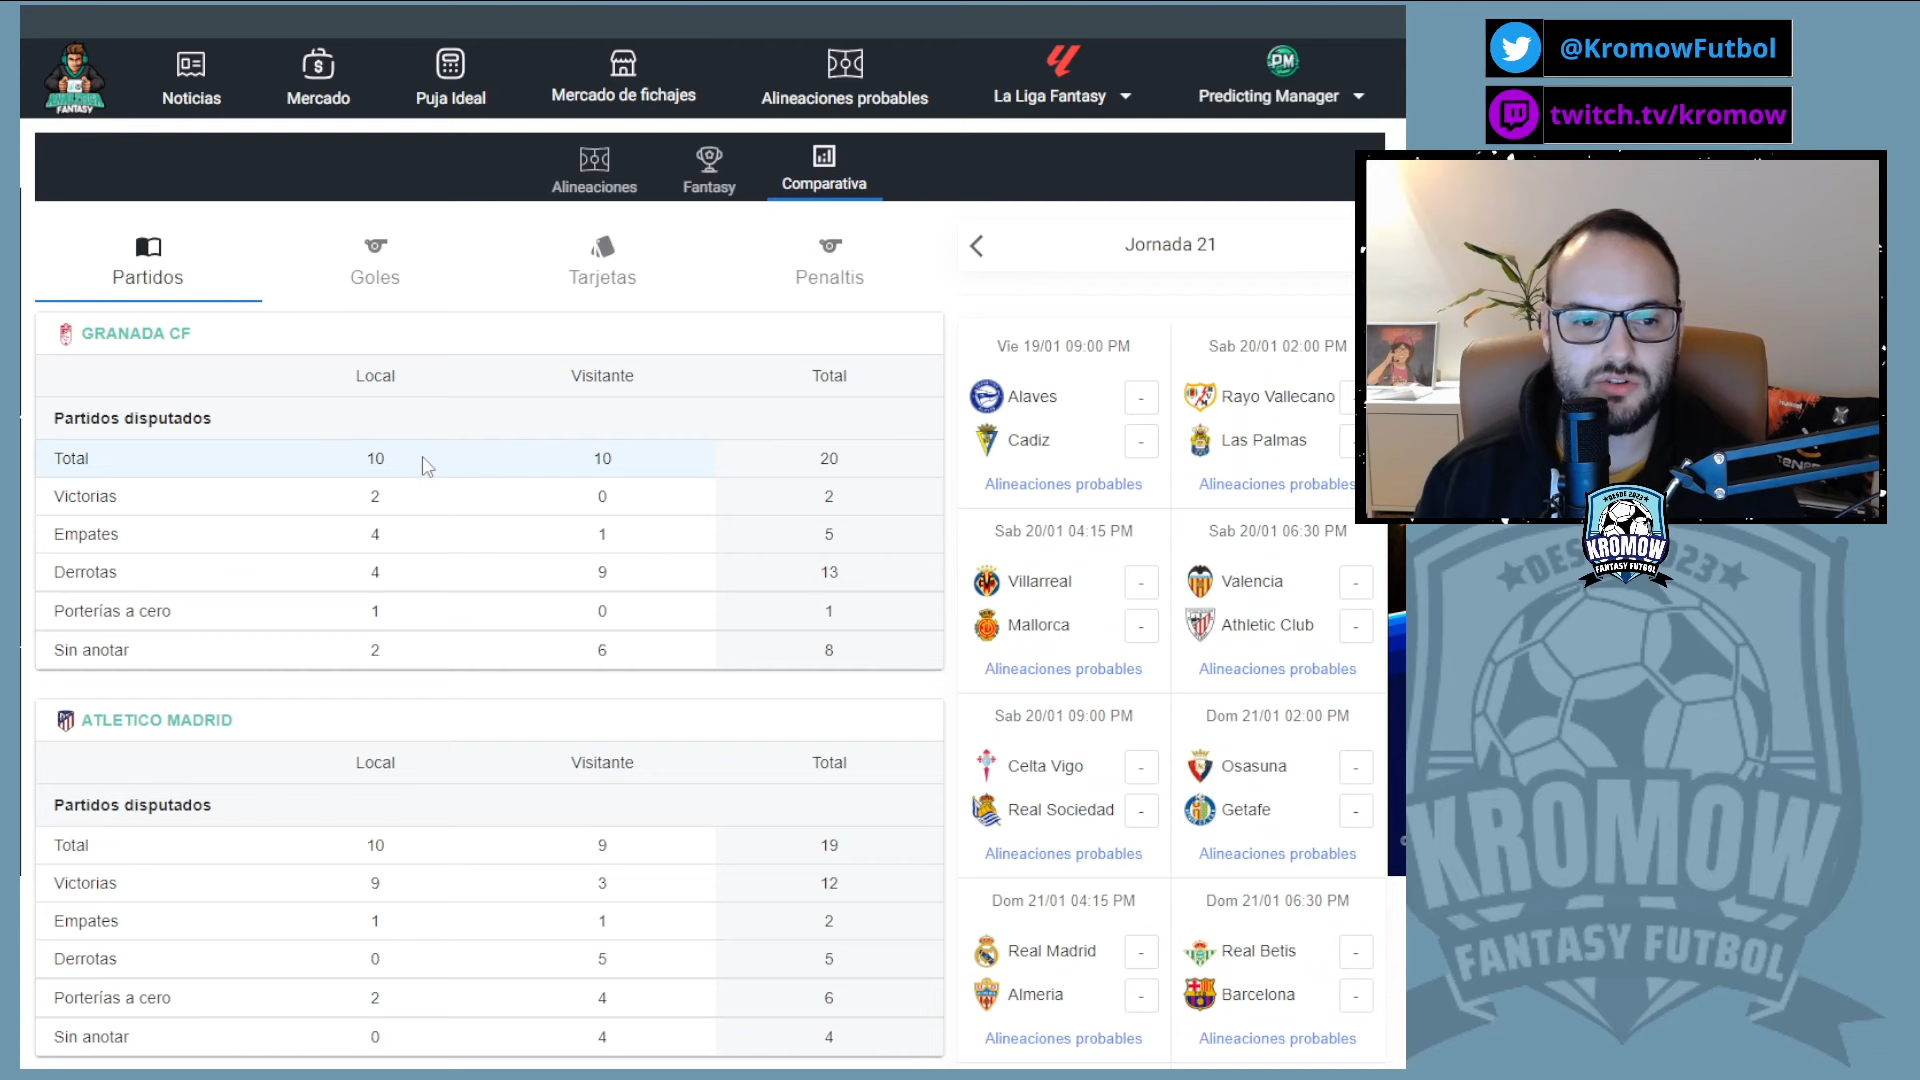 AMAZINGA
FANTASY
Noticias
Mercado
Puja Ideal
Mercado de fichajes
Alineaciones probables
La Liga Fantasy
PM
Predicting Manager
@KromowFutbol
twitch.tv/kromow
Alineaciones
Fantasy
Comparativa
Partidos
Goles
Tarjetas
Penaltis
GRANADA CF
Local Visitante Total
Partidos disputados
Total 10 10 20
Victorias 2 0 2
Empates 4 1 5
Derrotas 4 9 13
Porterías a cero 1 0 1
Sin anotar 2 6 8
ATLETICO MADRID
Local Visitante Total
Partidos disputados
Total 10 9 19
Victorias 9 3 12
Empates 1 1 2
Derrotas 0 5 5
Porterías a cero 2 4 6
Sin anotar 0 4 4
Jornada 21
Vie 19/01 09:00 PM
Alaves -
Cadiz -
Alineaciones probables
Sab 20/01 02:00 PM
Rayo Vallecano
Las Palmas
Alineaciones probables
Sab 20/01 04:15 PM
Villarreal -
Mallorca -
Alineaciones probables
Sab 20/01 06:30 PM
Valencia -
Athletic Club -
Alineaciones probables
Sab 20/01 09:00 PM
Celta Vigo -
Real Sociedad -
Alineaciones probables
Dom 21/01 02:00 PM
Osasuna -
Getafe -
Alineaciones probables
Dom 21/01 04:15 PM
Real Madrid -
Almeria -
Alineaciones probables
Dom 21/01 06:30 PM
Real Betis -
Barcelona -
Alineaciones probables
DESDE 2023
KROMOW
FANTASY FUTBOL
KROMOW
FANTASY FUTBOL